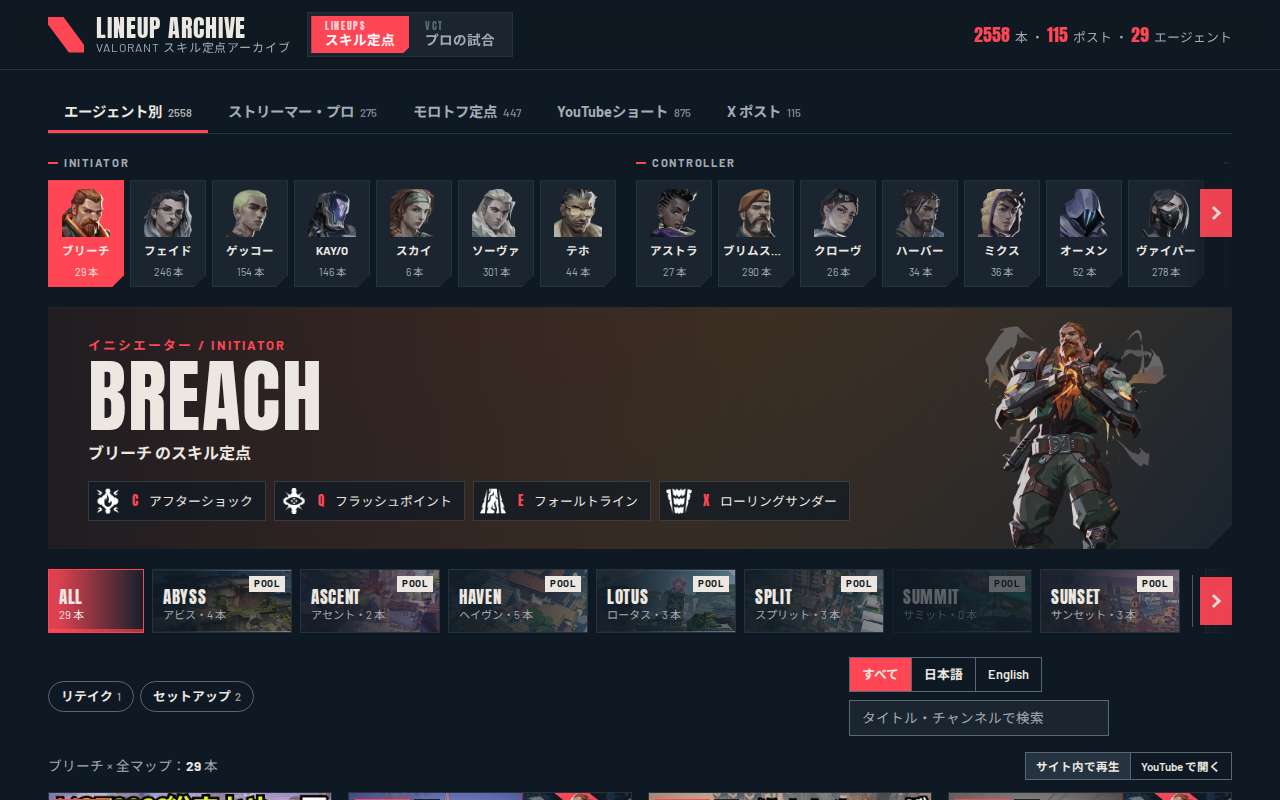 LINEUP ARCHIVE
VALORANT スキル定点アーカイブ
LINEUPS
スキル定点
VCT
プロの試合
2558 本・115 ポスト・29 エージェント
エージェント別 2558
ストリーマー・プロ 275
モロトフ定点 447
YouTubeショート 875
X ポスト 115
INITIATOR
CONTROLLER
ブリーチ
29 本
フェイド
246 本
ゲッコー
154 本
KAY/O
146 本
スカイ
6 本
ソーヴァ
301 本
テホ
44 本
アストラ
27 本
ブリムス…
290 本
クローヴ
26 本
ハーバー
34 本
ミクス
36 本
オーメン
52 本
ヴァイパー
278 本
イニシエーター / INITIATOR
BREACH
ブリーチ のスキル定点
C アフターショック
Q フラッシュポイント
E フォールトライン
X ローリングサンダー
ALL
29 本
POOL
ABYSS
アビス・4 本
POOL
ASCENT
アセント・2 本
POOL
HAVEN
ヘイヴン・5 本
POOL
LOTUS
ロータス・3 本
POOL
SPLIT
スプリット・3 本
POOL
SUMMIT
サミット・0 本
POOL
SUNSET
サンセット・3 本
すべて
日本語
English
リテイク 1
セットアップ 2
タイトル・チャンネルで検索
ブリーチ × 全マップ：29 本
サイト内で再生
YouTube で開く